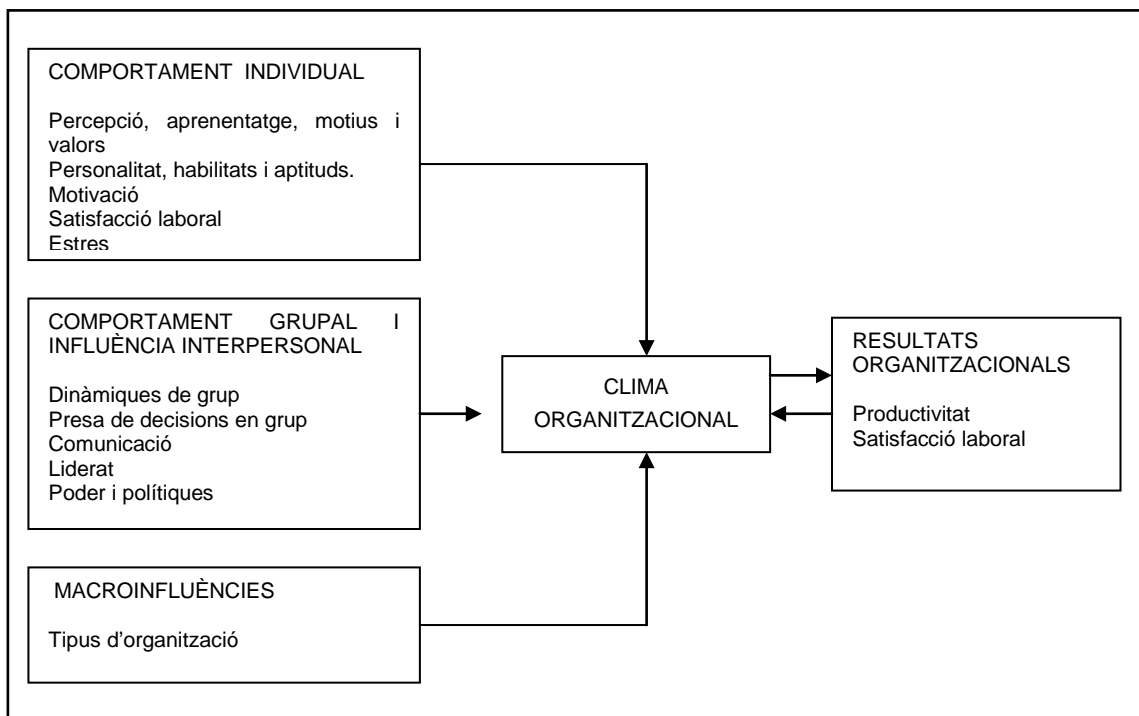 COMPORTAMENT INDIVIDUAL
Percepció, aprenentatge, motius i
valors
Personalitat, habilitats i aptituds.
Motivació
Satisfacció laboral
Estres
COMPORTAMENT GRUPAL I
INFLUÈNCIA INTERPERSONAL
Dinàmiques de grup
Presa de decisions en grup
Comunicació
Liderat
Poder i polítiques
MACROINFLUÈNCIES
Tipus d'organització
CLIMA
ORGANITZACIONAL
RESULTATS
ORGANITZACIONALS
Productivitat
Satisfacció laboral